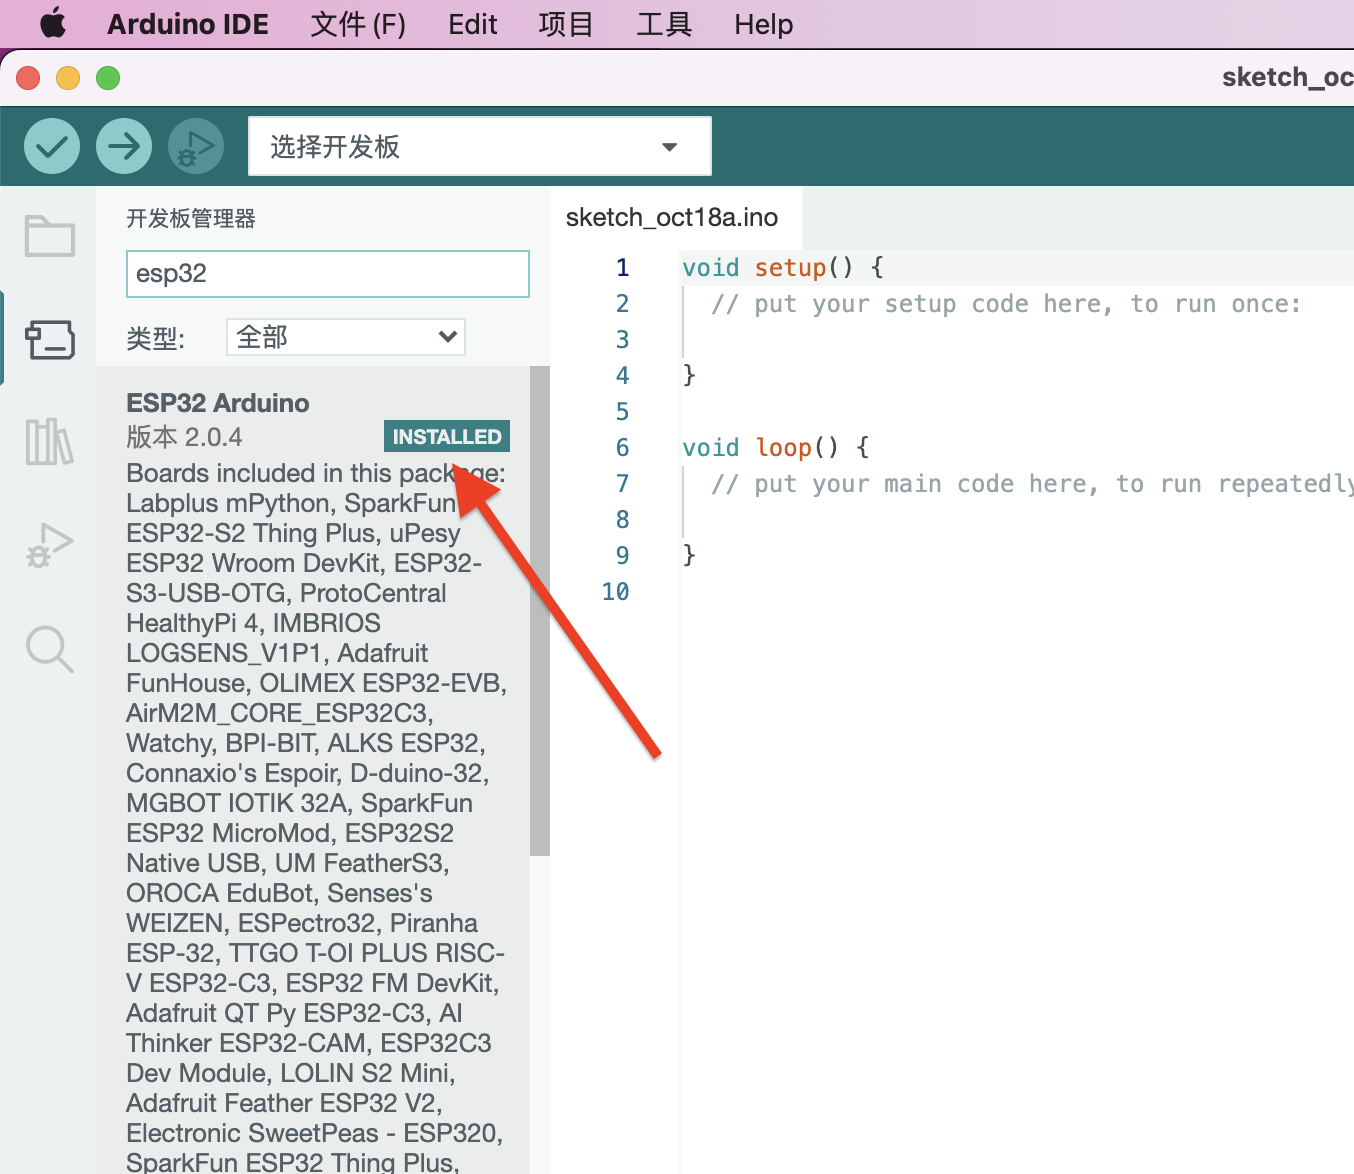 Arduino IDE 文件 (F) Edit 项目 工具 Help
sketch_oc
选择开发板
开发板管理器
esp32
类型: 全部
ESP32 Arduino
版本 2.0.4 INSTALLED
Boards included in this package:
Labplus mPython, SparkFun
ESP32-S2 Thing Plus, uPesy
ESP32 Wroom DevKit, ESP32-
S3-USB-OTG, ProtoCentral
HealthyPi 4, IMBRIOS
LOGSENS_V1P1, Adafruit
FunHouse, OLIMEX ESP32-EVB,
AirM2M_CORE_ESP32C3,
Watchy, BPI-BIT, ALKS ESP32,
Connaxio's Espoir, D-duino-32,
MGBOT IOTIK 32A, SparkFun
ESP32 MicroMod, ESP32S2
Native USB, UM FeatherS3,
OROCA EduBot, Senses's
WEIZEN, ESPectro32, Piranha
ESP-32, TTGO T-OI PLUS RISC-
V ESP32-C3, ESP32 FM DevKit,
Adafruit QT Py ESP32-C3, AI
Thinker ESP32-CAM, ESP32C3
Dev Module, LOLIN S2 Mini,
Adafruit Feather ESP32 V2,
Electronic SweetPeas - ESP320,
SparkFun ESP32 Thing Plus,
sketch_oct18a.ino
1 void setup() {
2 // put your setup code here, to run once:
3
4 }
5
6 void loop() {
7 // put your main code here, to run repeatedly
8
9 }
10